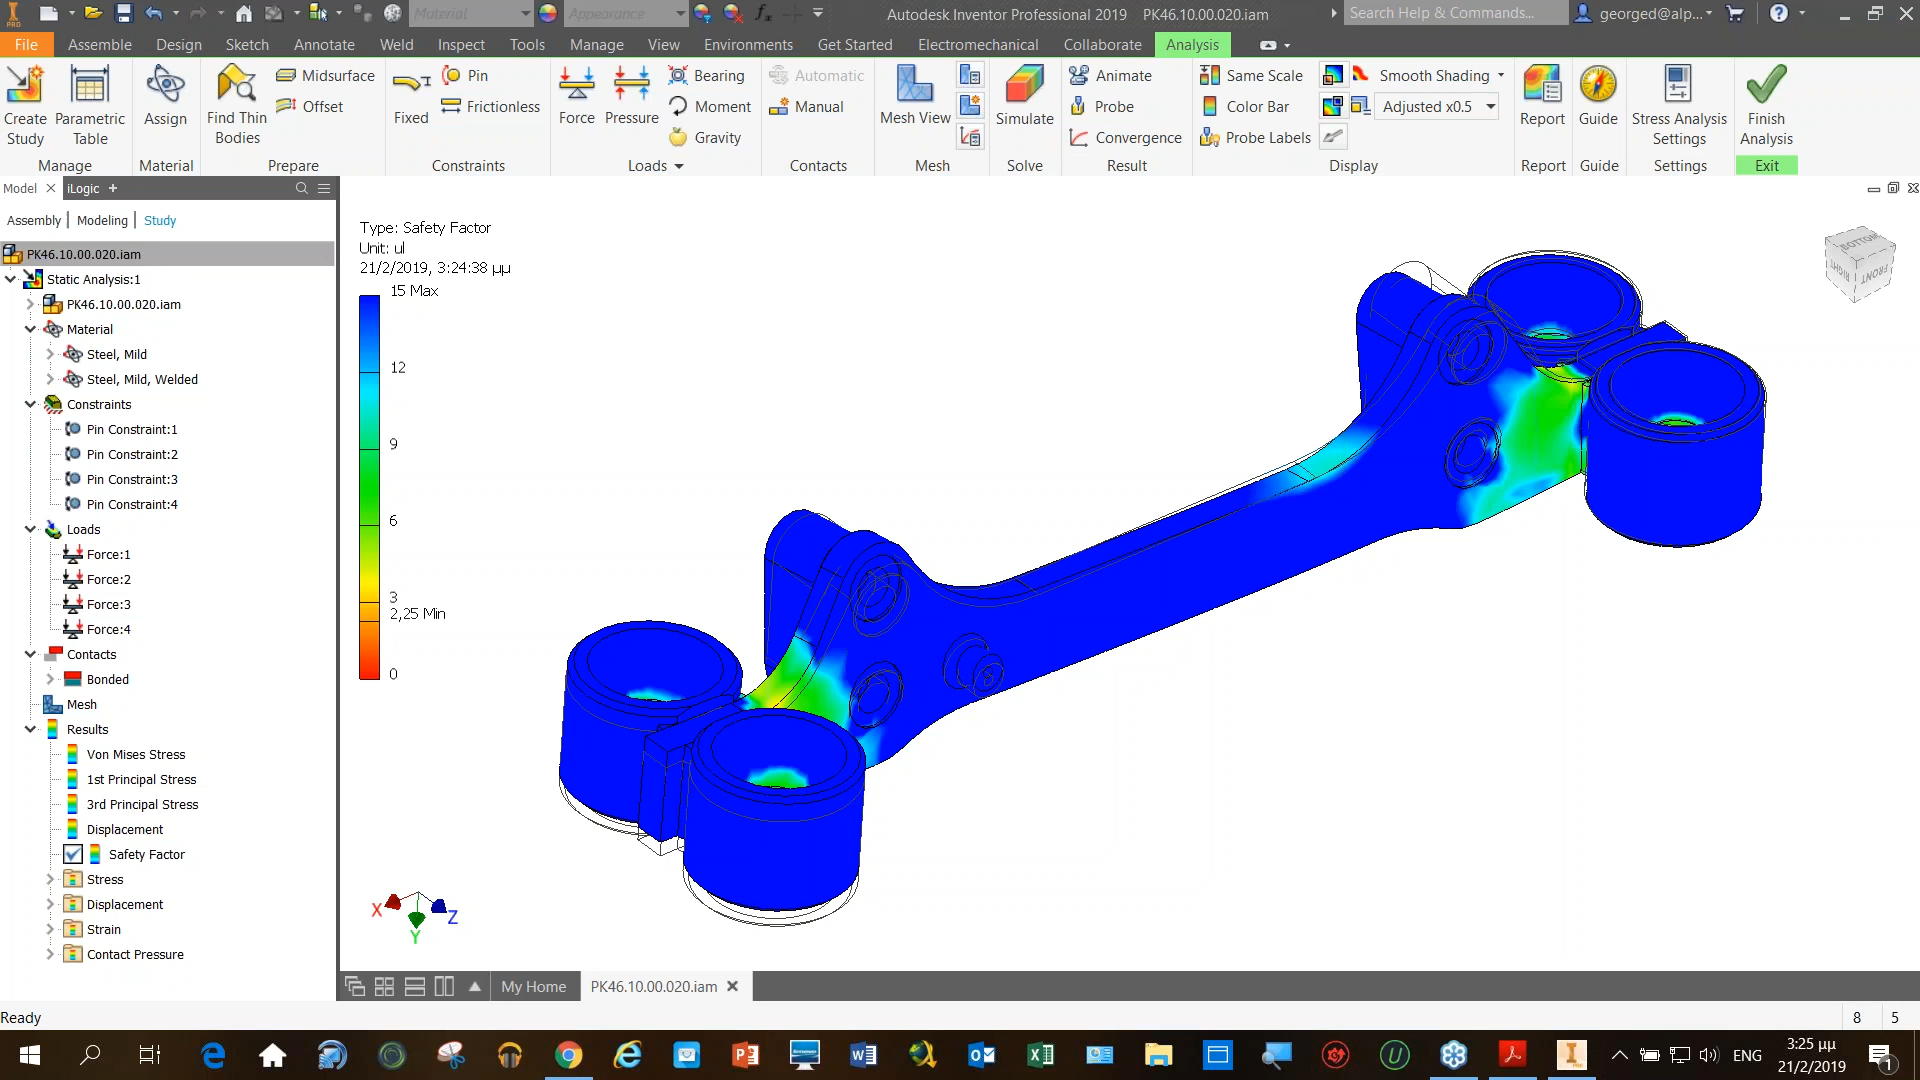 PRO
Material
Appearance
Autodesk Inventor Professional 2019 PK46.10.00.020.iam
Search Help & Commands...
georged@alp...
File Assemble Design Sketch Annotate Weld Inspect Tools Manage View Environments Get Started Electromechanical Collaborate Analysis
Create Study
Parametric Table
Manage
Assign
Material
Find Thin Bodies
Midsurface
Offset
Prepare
Fixed
Pin
Frictionless
Constraints
Force
Pressure
Bearing
Moment
Gravity
Loads
Automatic
Manual
Contacts
Mesh View
Mesh
Simulate
Solve
Animate
Probe
Convergence
Result
Same Scale
Color Bar
Probe Labels
Smooth Shading
Adjusted x0.5
Display
Report
Report
Guide
Guide
Stress Analysis Settings
Settings
Finish Analysis
Exit
Model iLogic +
Assembly | Modeling | Study
PK46.10.00.020.iam
Static Analysis:1
PK46.10.00.020.iam
Material
Steel, Mild
Steel, Mild, Welded
Constraints
Pin Constraint:1
Pin Constraint:2
Pin Constraint:3
Pin Constraint:4
Loads
Force:1
Force:2
Force:3
Force:4
Contacts
Bonded
Mesh
Results
Von Mises Stress
1st Principal Stress
3rd Principal Stress
Displacement
Safety Factor
Stress
Displacement
Strain
Contact Pressure
Type: Safety Factor
Unit: ul
21/2/2019, 3:24:38 μμ
15 Max
12
9
6
3
2,25 Min
0
BOTTOM
RIGHT
FRONT
X
Y
Z
My Home
PK46.10.00.020.iam
Ready
8 5
ENG
3:25 μμ
21/2/2019
1